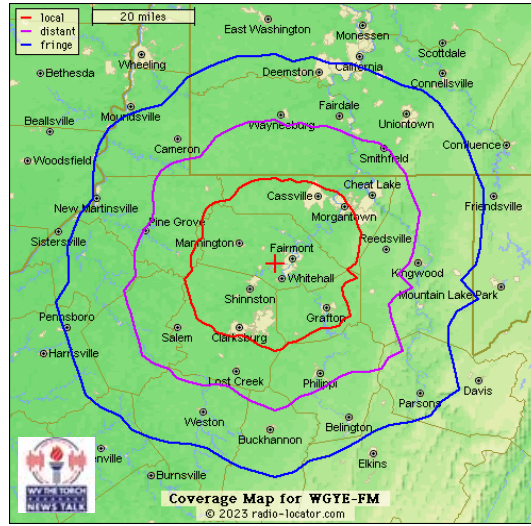 local
distant
fringe
20 miles
East Washington
Monessen
Scottdale
Wheeling
California
Bethesda
Deemston
Connellsville
Moundsville
Fairdale
Beallsville
Waynesburg
Uniontown
Cameron
Confluence
Woodsfield
Smithfield
Cheat Lake
New Martinsville
Cassville
Friendsville
Morgantown
Sistersville
Pine Grove
Mannington
Reedsville
Fairmont
Kingwood
Whitehall
Shinnston
Mountain Lake Park
Grafton
Pennsboro
Salem
Clarksburg
Harrisville
Lost Creek
Philippi
Davis
Parsons
Weston
Belington
Buckhannon
enville
Elkins
Burnsville
WV THE TORCH
NEWS TALK
Coverage Map for WGYE-FM
© 2023 radio-locator.com